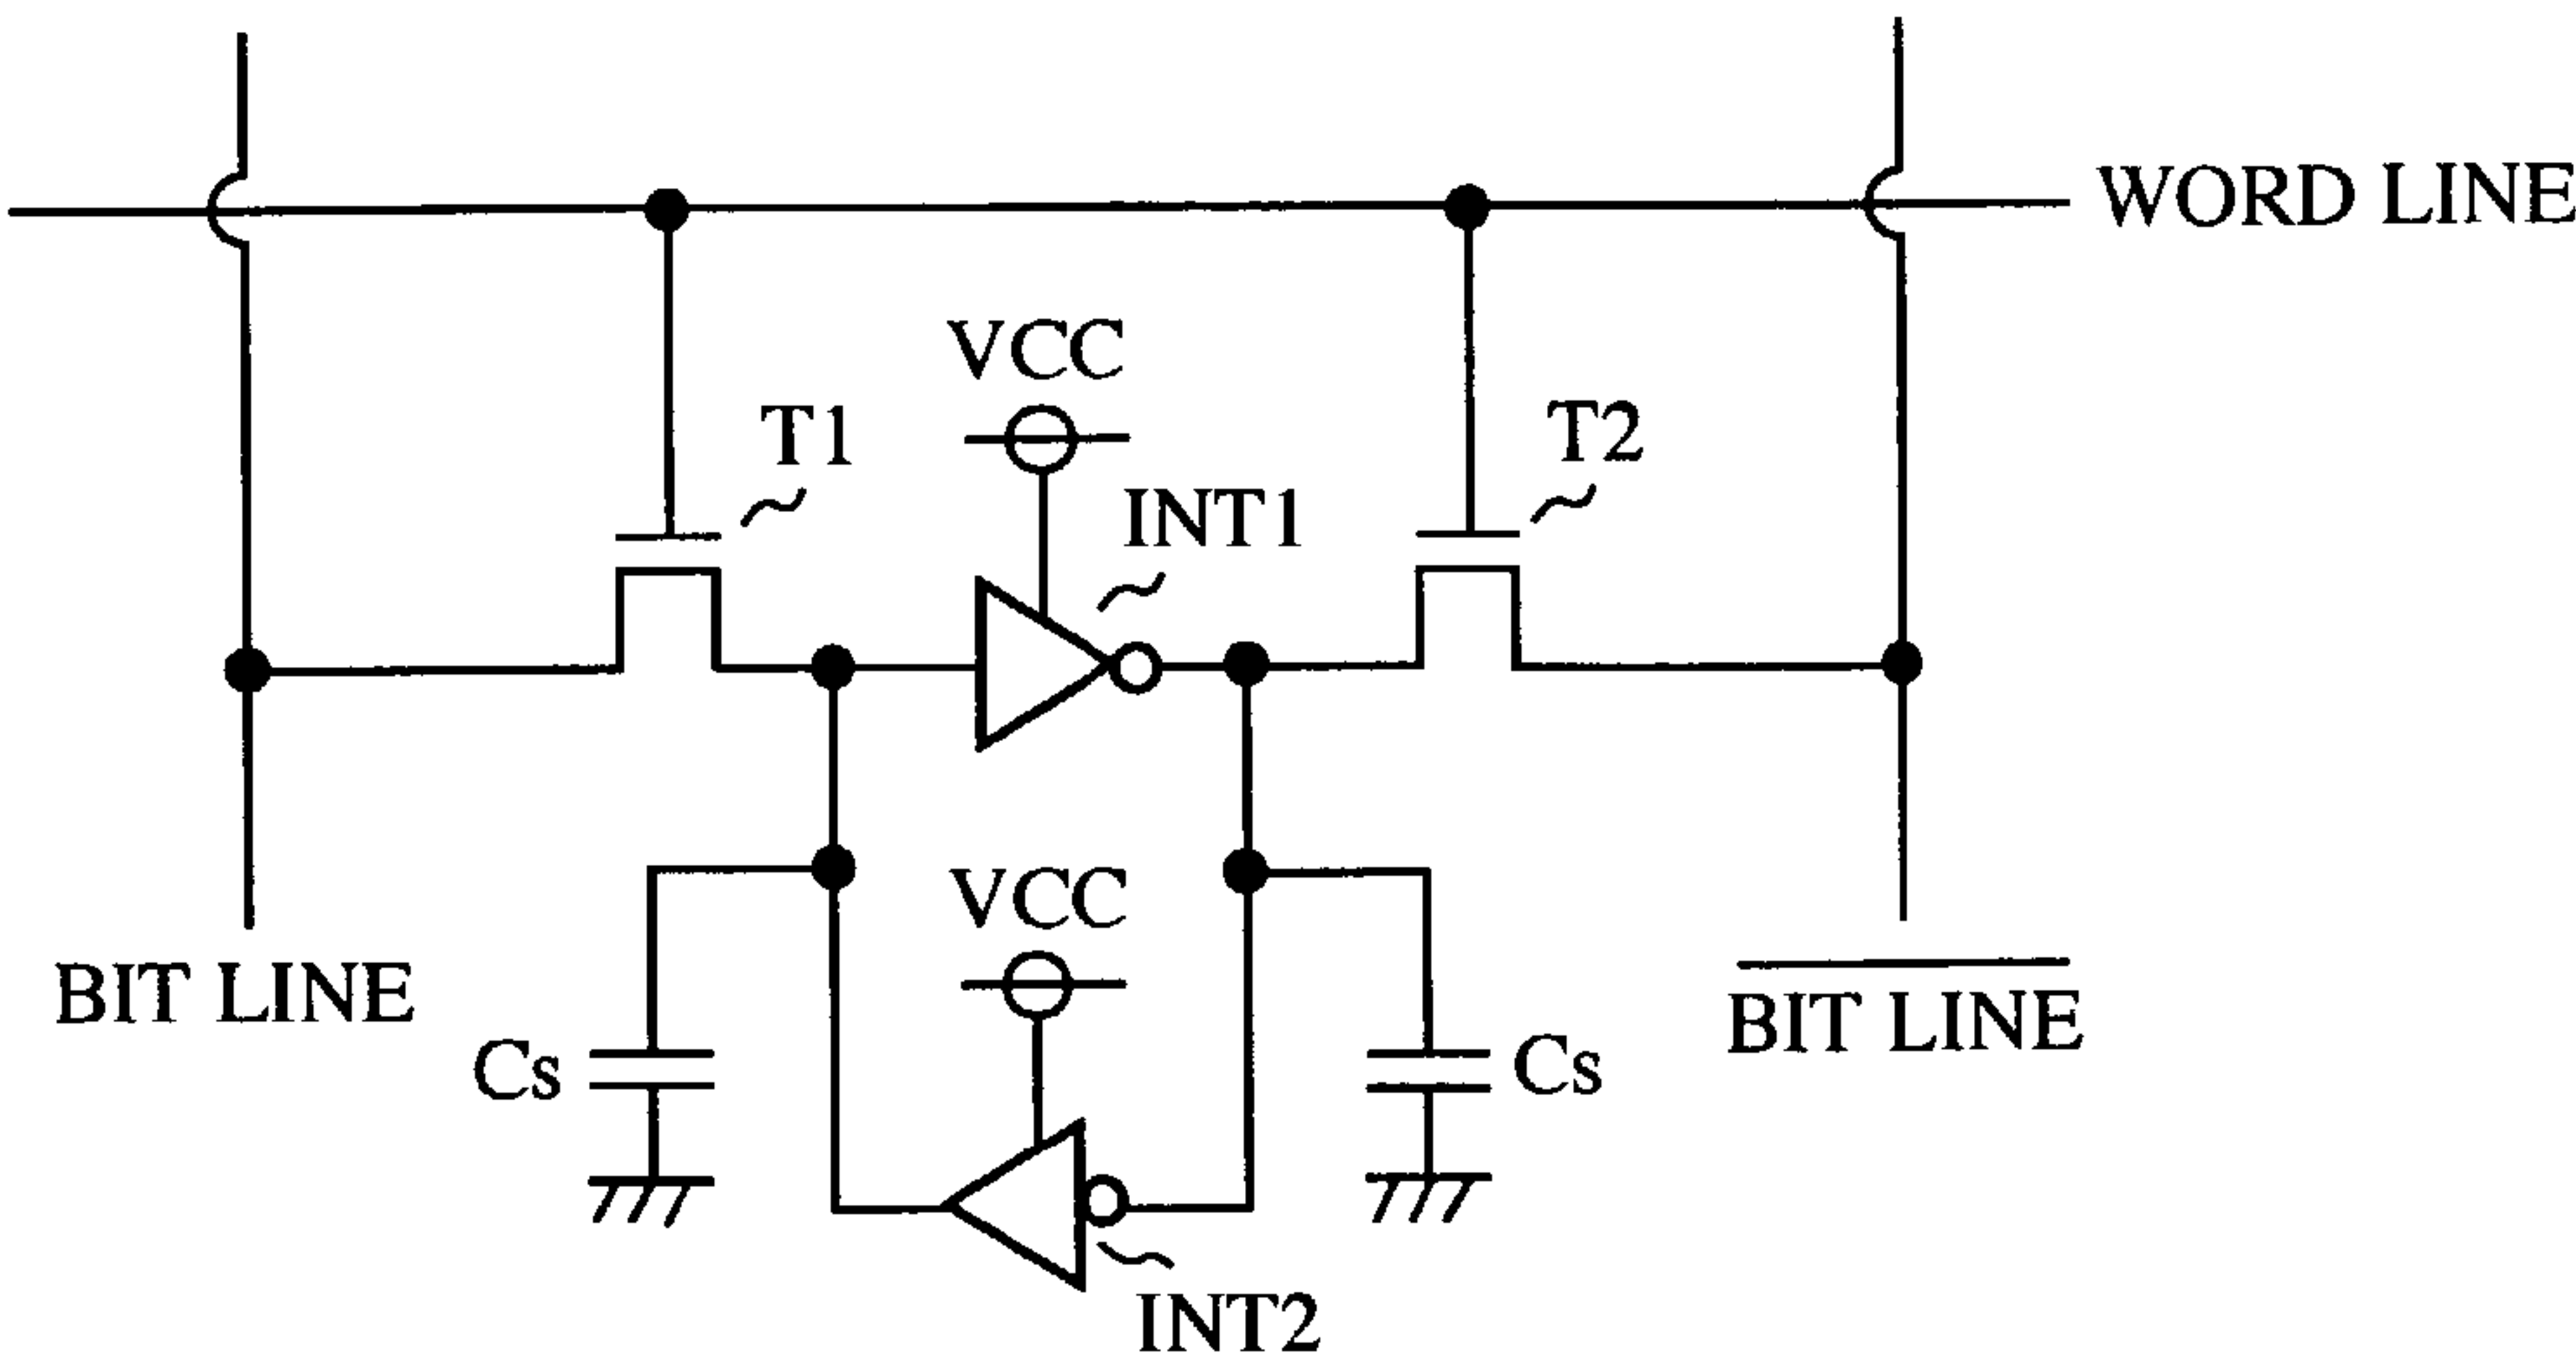 WORD LINE
VCC
T1
T2
INT1
VCC
BIT LINE
BIT LINE
Cs
Cs
INT2